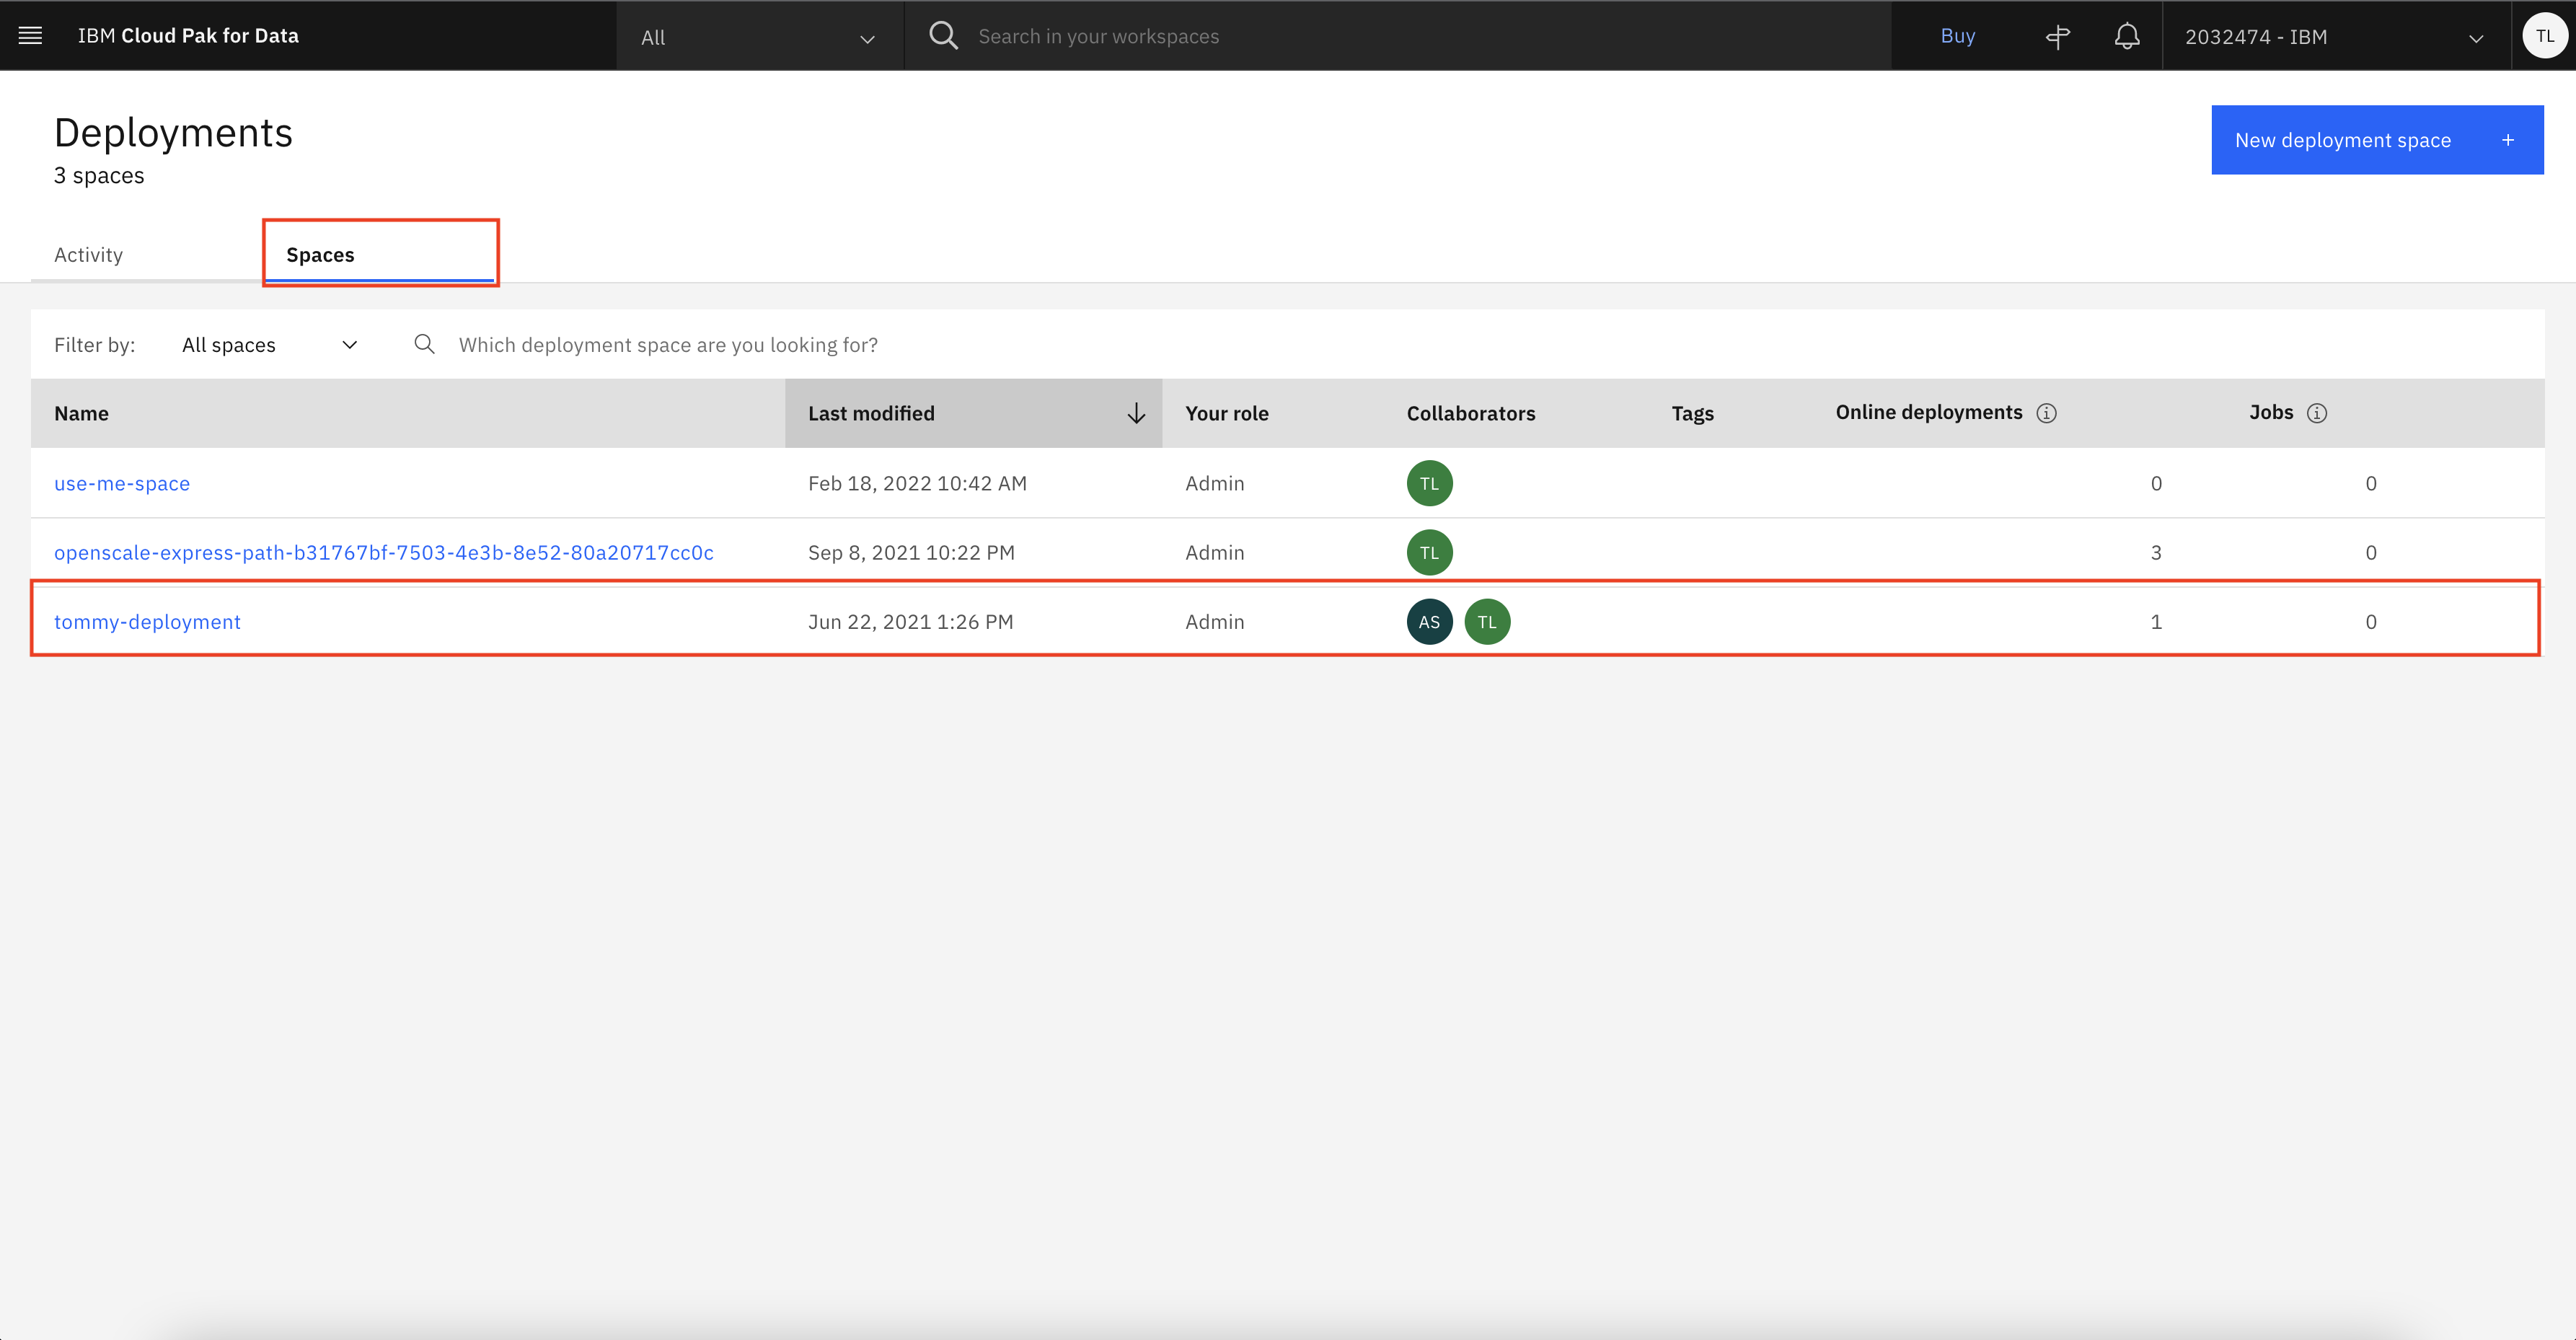 IBM Cloud Pak for Data All Search in your workspaces Buy 2032474 - IBM TL
Deployments
New deployment space +
3 spaces
Activity Spaces
Filter by: All spaces Which deployment space are you looking for?
Name Last modified Your role Collaborators Tags Online deployments Jobs
use-me-space Feb 18, 2022 10:42 AM Admin TL 0 0
openscale-express-path-b31767bf-7503-4e3b-8e52-80a20717cc0c Sep 8, 2021 10:22 PM Admin TL 3 0
tommy-deployment Jun 22, 2021 1:26 PM Admin AS TL 1 0